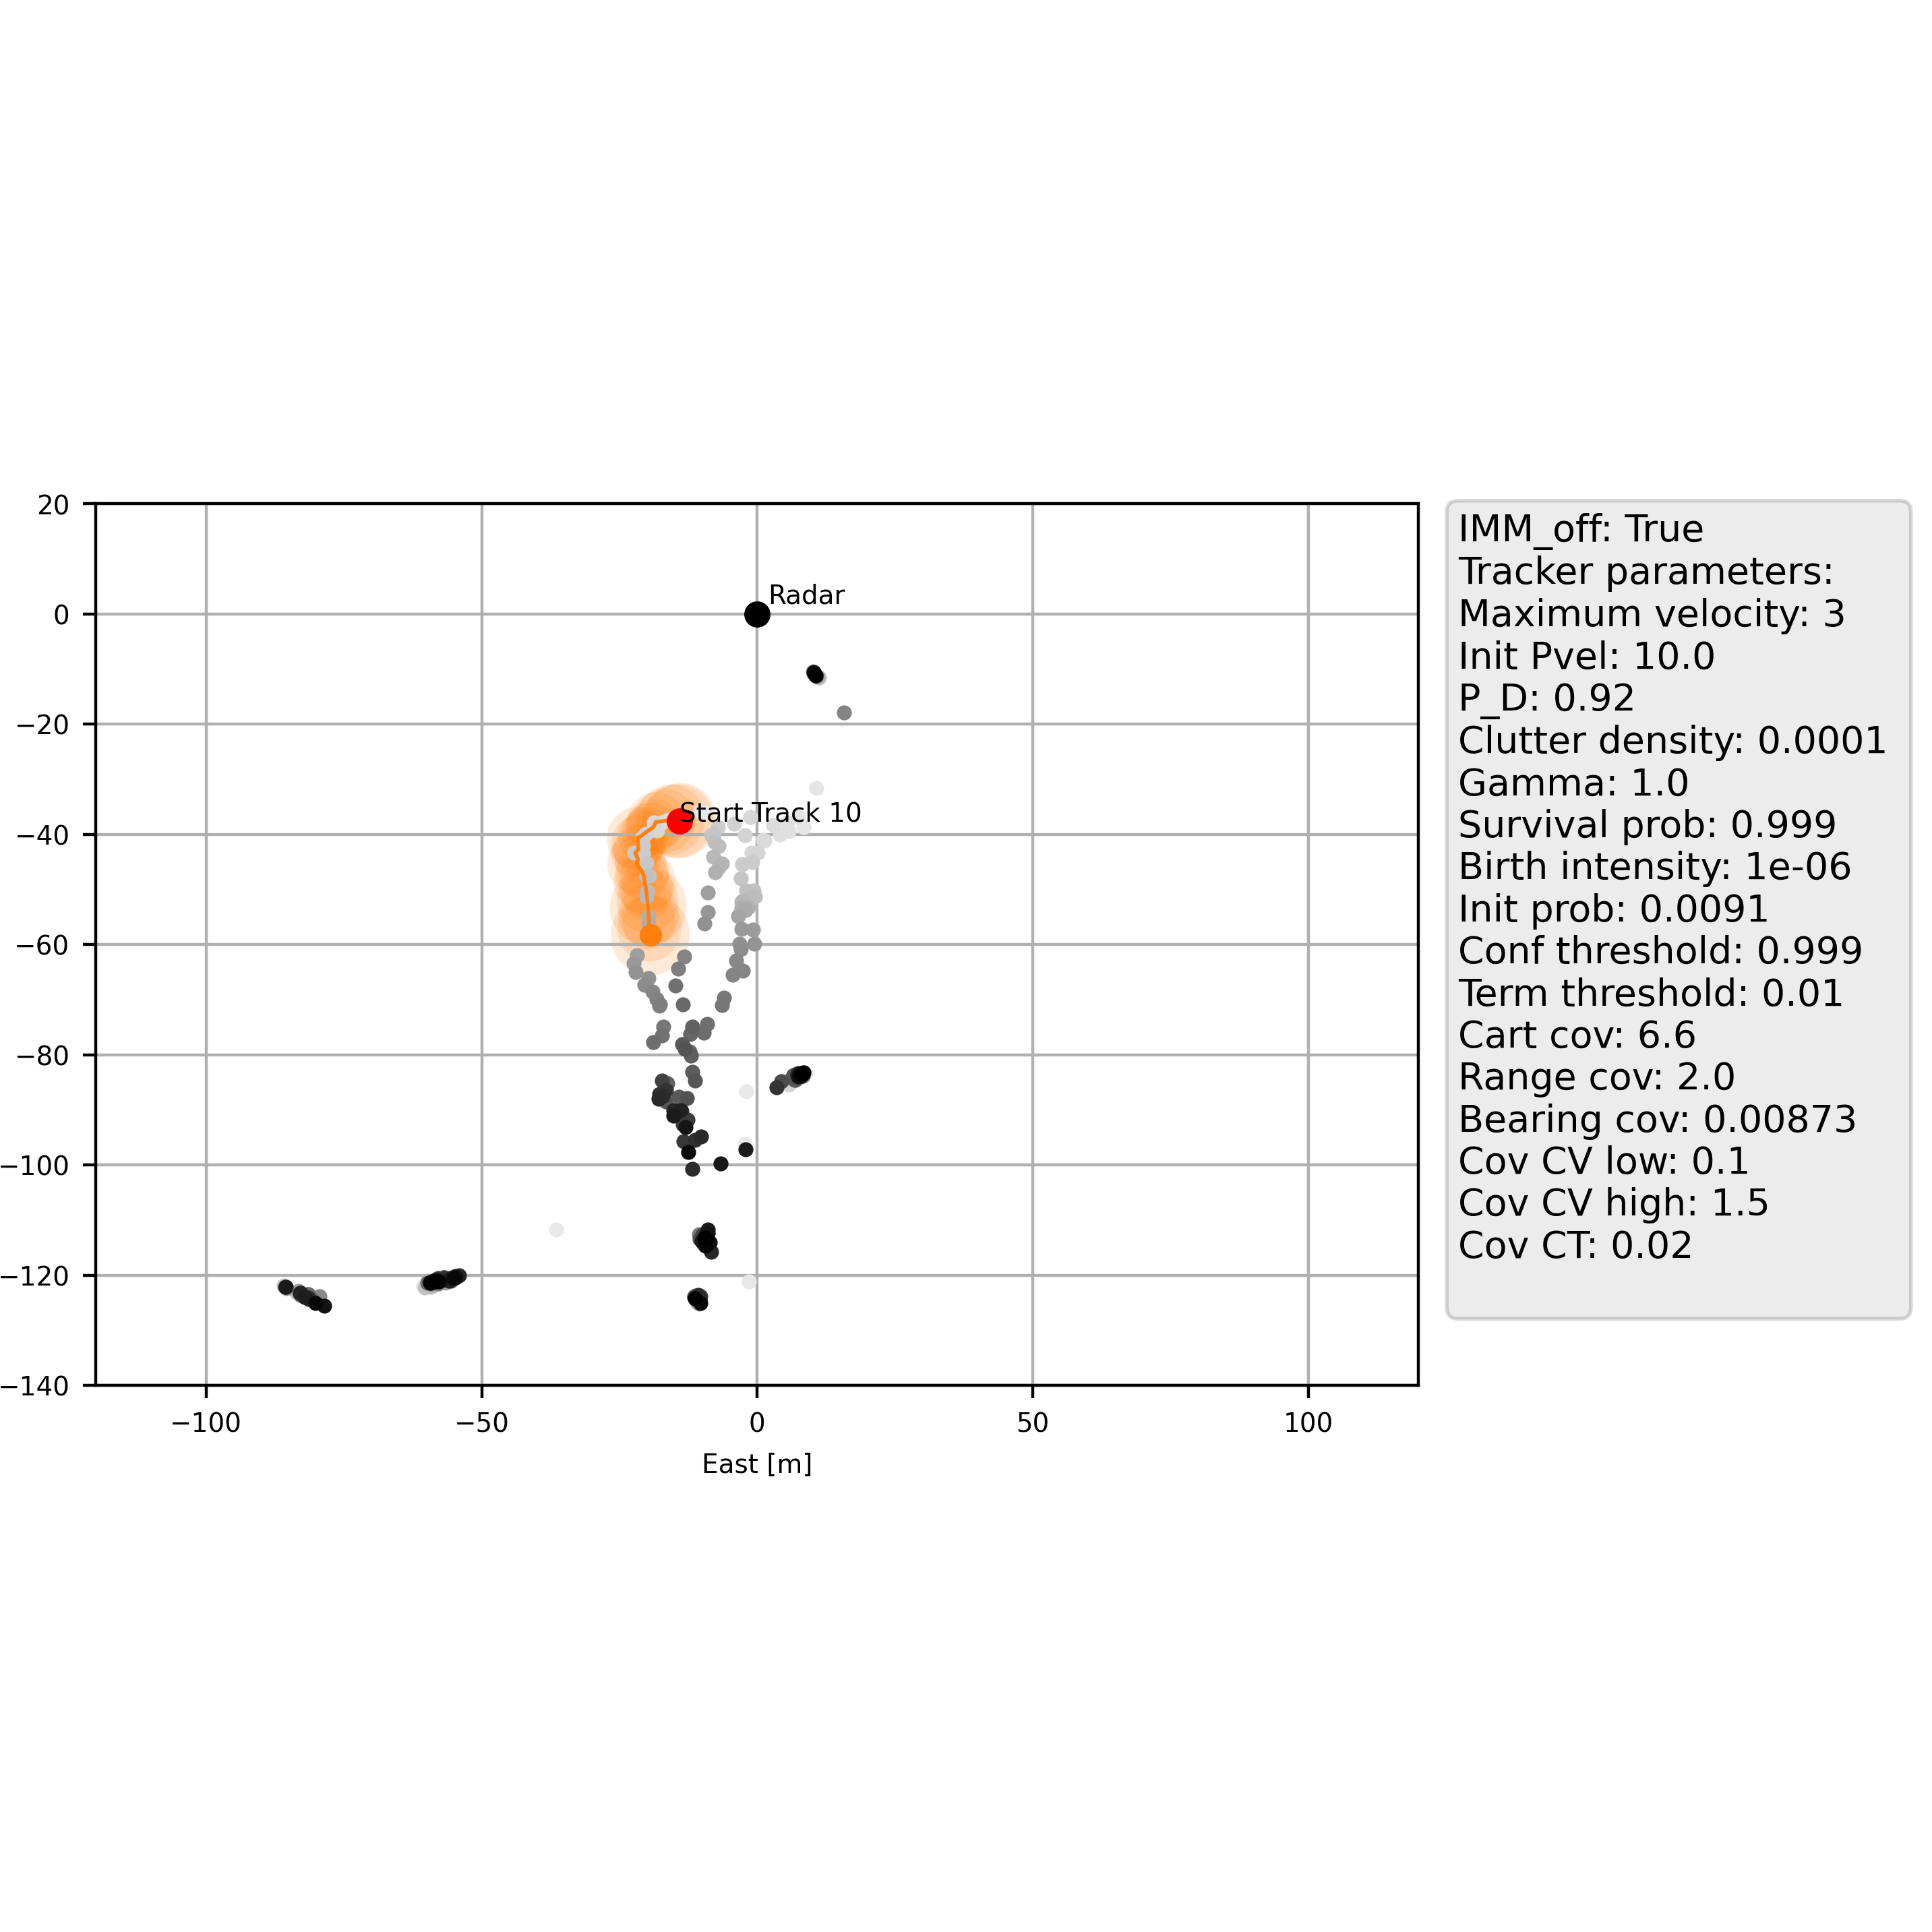 20
0
−20
−40
−60
−80
−100
−120
−140
−100
−50
0
50
100
East [m]
Radar
Start Track 10
IMM_off: True
Tracker parameters:
Maximum velocity: 3
Init Pvel: 10.0
P_D: 0.92
Clutter density: 0.0001
Gamma: 1.0
Survival prob: 0.999
Birth intensity: 1e-06
Init prob: 0.0091
Conf threshold: 0.999
Term threshold: 0.01
Cart cov: 6.6
Range cov: 2.0
Bearing cov: 0.00873
Cov CV low: 0.1
Cov CV high: 1.5
Cov CT: 0.02